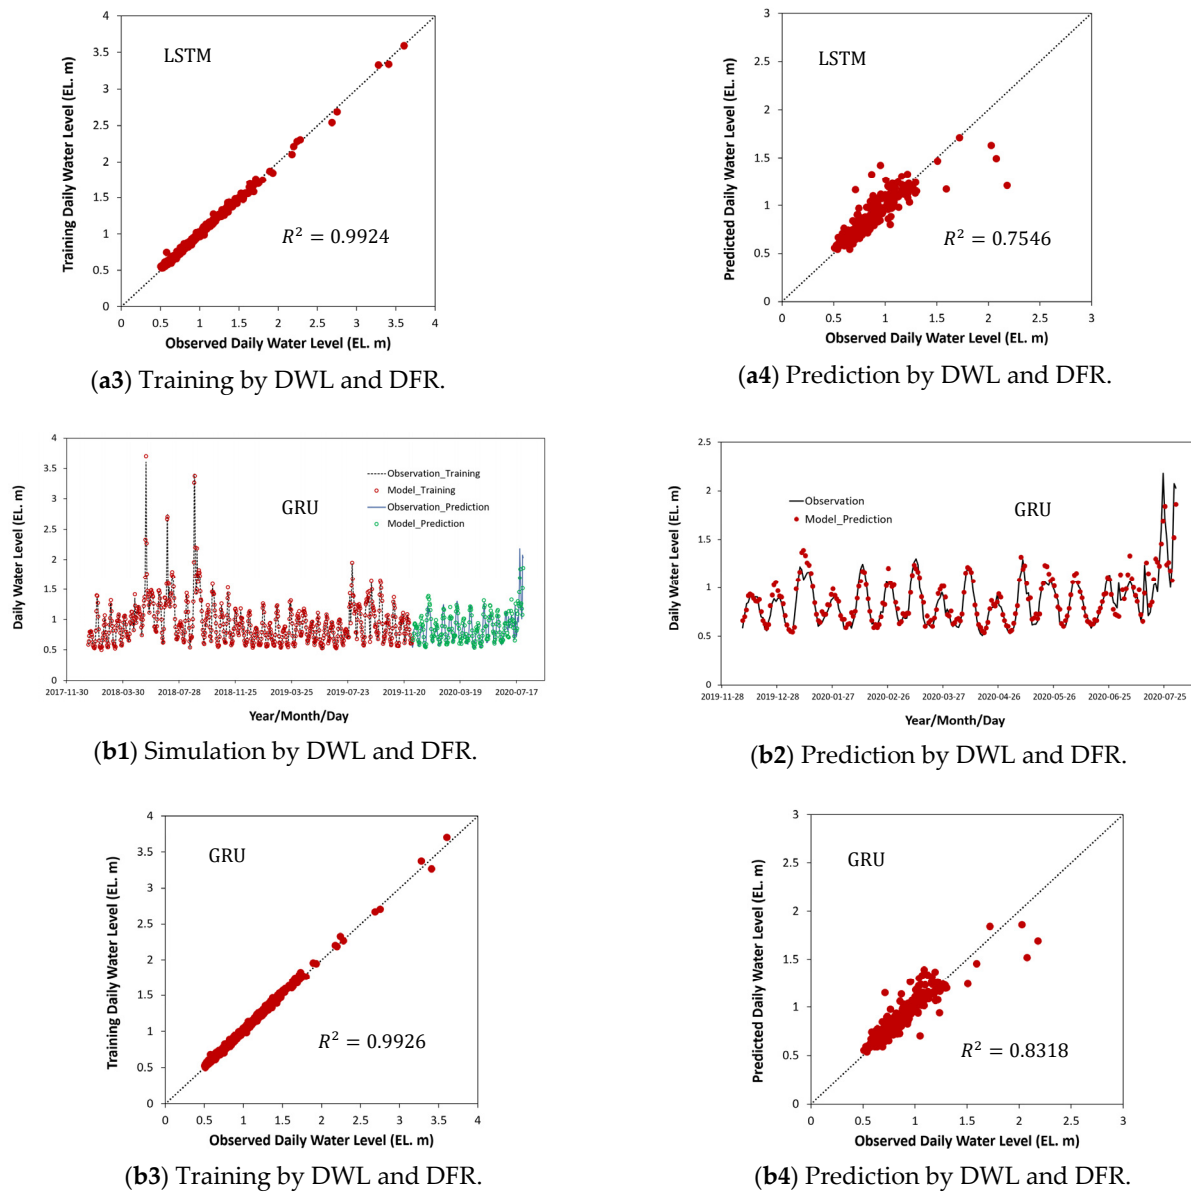 4
3.5
3
2.5
2
1.5
1
0.5
0
Training Daily Water Level (EL. m)
LSTM
R² = 0.9924
0 0.5 1 1.5 2 2.5 3 3.5 4
Observed Daily Water Level (EL. m)
(a3) Training by DWL and DFR.
3
2.5
2
1.5
1
0.5
0
Predicted Daily Water Level (EL. m)
LSTM
R² = 0.7546
0 0.5 1 1.5 2 2.5 3
Observed Daily Water Level (EL. m)
(a4) Prediction by DWL and DFR.
4
3.5
3
2.5
2
1.5
1
0.5
0
Daily Water Level (EL. m)
Observation_Training
Model_Training
Observation_Prediction
Model_Prediction
GRU
2017-11-30 2018-03-30 2018-07-28 2018-11-25 2019-03-25 2019-07-23 2019-11-20 2020-03-19 2020-07-17
Year/Month/Day
(b1) Simulation by DWL and DFR.
2.5
2
1.5
1
0.5
0
Daily Water Level (EL. m)
Observation
Model_Prediction
GRU
2019-11-28 2019-12-28 2020-01-27 2020-02-26 2020-03-27 2020-04-26 2020-05-26 2020-06-25 2020-07-25
Year/Month/Day
(b2) Prediction by DWL and DFR.
4
3.5
3
2.5
2
1.5
1
0.5
0
Training Daily Water Level (EL. m)
GRU
R² = 0.9926
0 0.5 1 1.5 2 2.5 3 3.5 4
Observed Daily Water Level (EL. m)
(b3) Training by DWL and DFR.
3
2.5
2
1.5
1
0.5
0
Predicted Daily Water Level (EL. m)
GRU
R² = 0.8318
0 0.5 1 1.5 2 2.5 3
Observed Daily Water Level (EL. m)
(b4) Prediction by DWL and DFR.